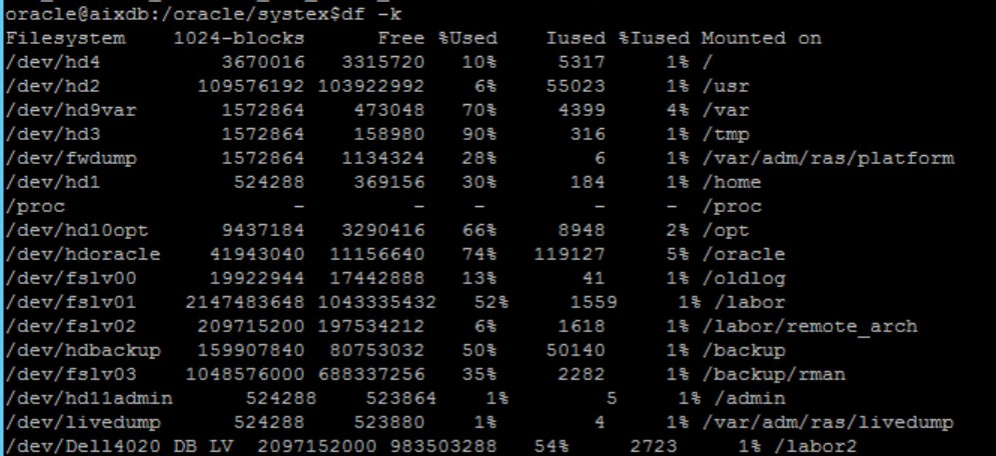 oracle@aixdb:/oracle/systex$df -k
Filesystem    1024-blocks      Free %Used    Iused %Iused Mounted on
/dev/hd4          3670016   3315720   10%     5317     1% /
/dev/hd2        109576192 103922992    6%    55023     1% /usr
/dev/hd9var       1572864    473048   70%     4399     4% /var
/dev/hd3          1572864    158980   90%      316     1% /tmp
/dev/fwdump       1572864   1134324   28%        6     1% /var/adm/ras/platform
/dev/hd1           524288    369156   30%      184     1% /home
/proc                   -         -    -         -     -  /proc
/dev/hd10opt      9437184   3290416   66%     8948     2% /opt
/dev/hdoracle    41943040  11156640   74%   119127     5% /oracle
/dev/fslv00      19922944  17442888   13%       41     1% /oldlog
/dev/fslv01    2147483648 1043335432   52%     1559     1% /labor
/dev/fslv02     209715200 197534212    6%     1618     1% /labor/remote_arch
/dev/hdbackup   159907840  80753032   50%    50140     1% /backup
/dev/fslv03    1048576000 688337256   35%     2282     1% /backup/rman
/dev/hd11admin      524288    523864    1%        5     1% /admin
/dev/livedump      524288    523880    1%        4     1% /var/adm/ras/livedump
/dev/Dell4020_DB_LV  2097152000 983503288   54%     2723     1% /labor2